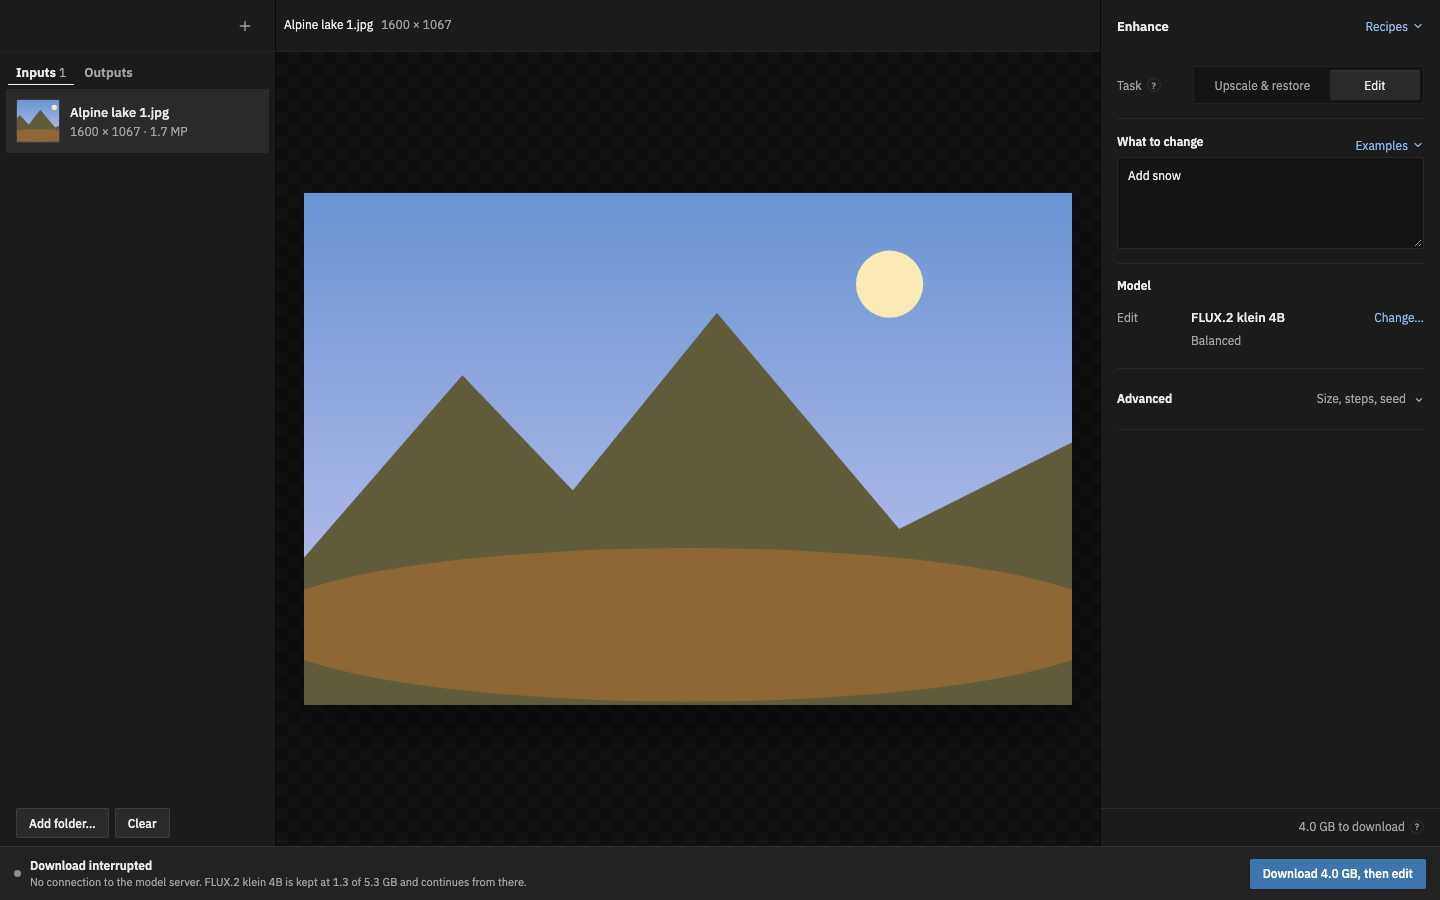 Alpine lake 1.jpg 1600 × 1067
Enhance
Recipes
Inputs 1 Outputs
Alpine lake 1.jpg
1600 × 1067 · 1.7 MP
Task ? Upscale & restore Edit
What to change
Examples
Add snow
Model
Edit FLUX.2 klein 4B Change...
Balanced
Advanced Size, steps, seed
Add folder... Clear
4.0 GB to download ?
Download interrupted
No connection to the model server. FLUX.2 klein 4B is kept at 1.3 of 5.3 GB and continues from there.
Download 4.0 GB, then edit